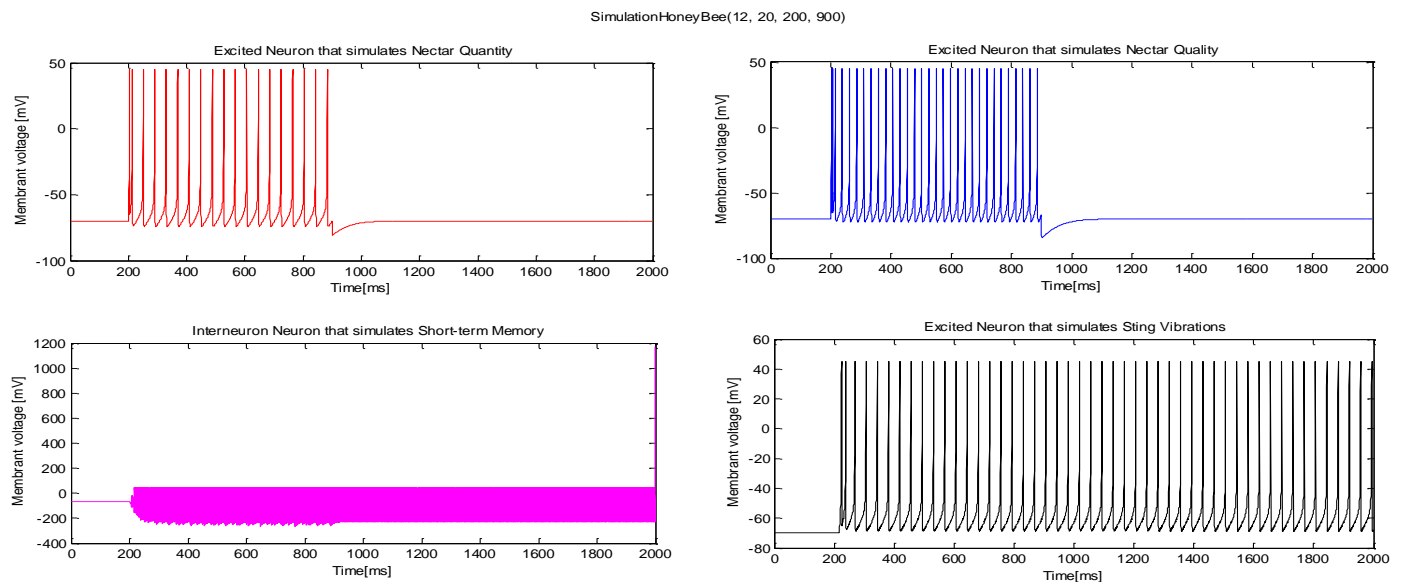 SimulationHoneyBee(12, 20, 200, 900)
Excited Neuron that simulates Nectar Quantity
Membrant voltage [mV]
50
0
-50
-100
0 200 400 600 800 1000 1200 1400 1600 1800 2000
Time[ms]
Excited Neuron that simulates Nectar Quality
Membrant voltage [mV]
50
0
-50
-100
0 200 400 600 800 1000 1200 1400 1600 1800 2000
Time[ms]
Interneuron Neuron that simulates Short-term Memory
Membrant voltage [mV]
1200
1000
800
600
400
200
0
-200
-400
0 200 400 600 800 1000 1200 1400 1600 1800 2000
Time[ms]
Excited Neuron that simulates Sting Vibrations
Membrant voltage [mV]
60
40
20
0
-20
-40
-60
-80
0 200 400 600 800 1000 1200 1400 1600 1800 2000
Time[ms]